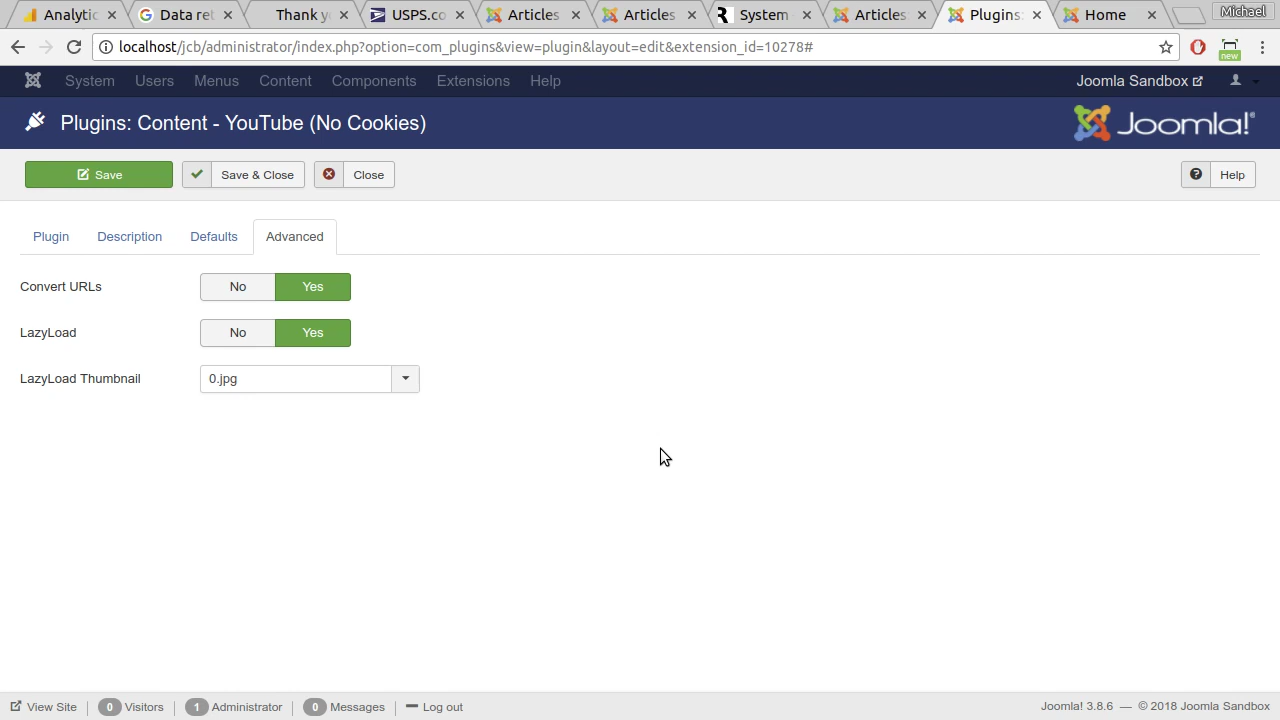 Analytic
Data ret
Thank y
USPS.co
Articles
Articles
System
Articles
Plugins
Home
Michael
localhost/jcb/administrator/index.php?option=com_plugins&view=plugin&layout=edit&extension_id=10278#
new
System Users Menus Content Components Extensions Help Joomla Sandbox
Plugins: Content - YouTube (No Cookies)
Joomla!®
Save Save & Close Close Help
Plugin Description Defaults Advanced
Convert URLs No Yes
LazyLoad No Yes
LazyLoad Thumbnail 0.jpg
View Site 0 Visitors 1 Administrator 0 Messages Log out Joomla! 3.8.6 — © 2018 Joomla Sandbox